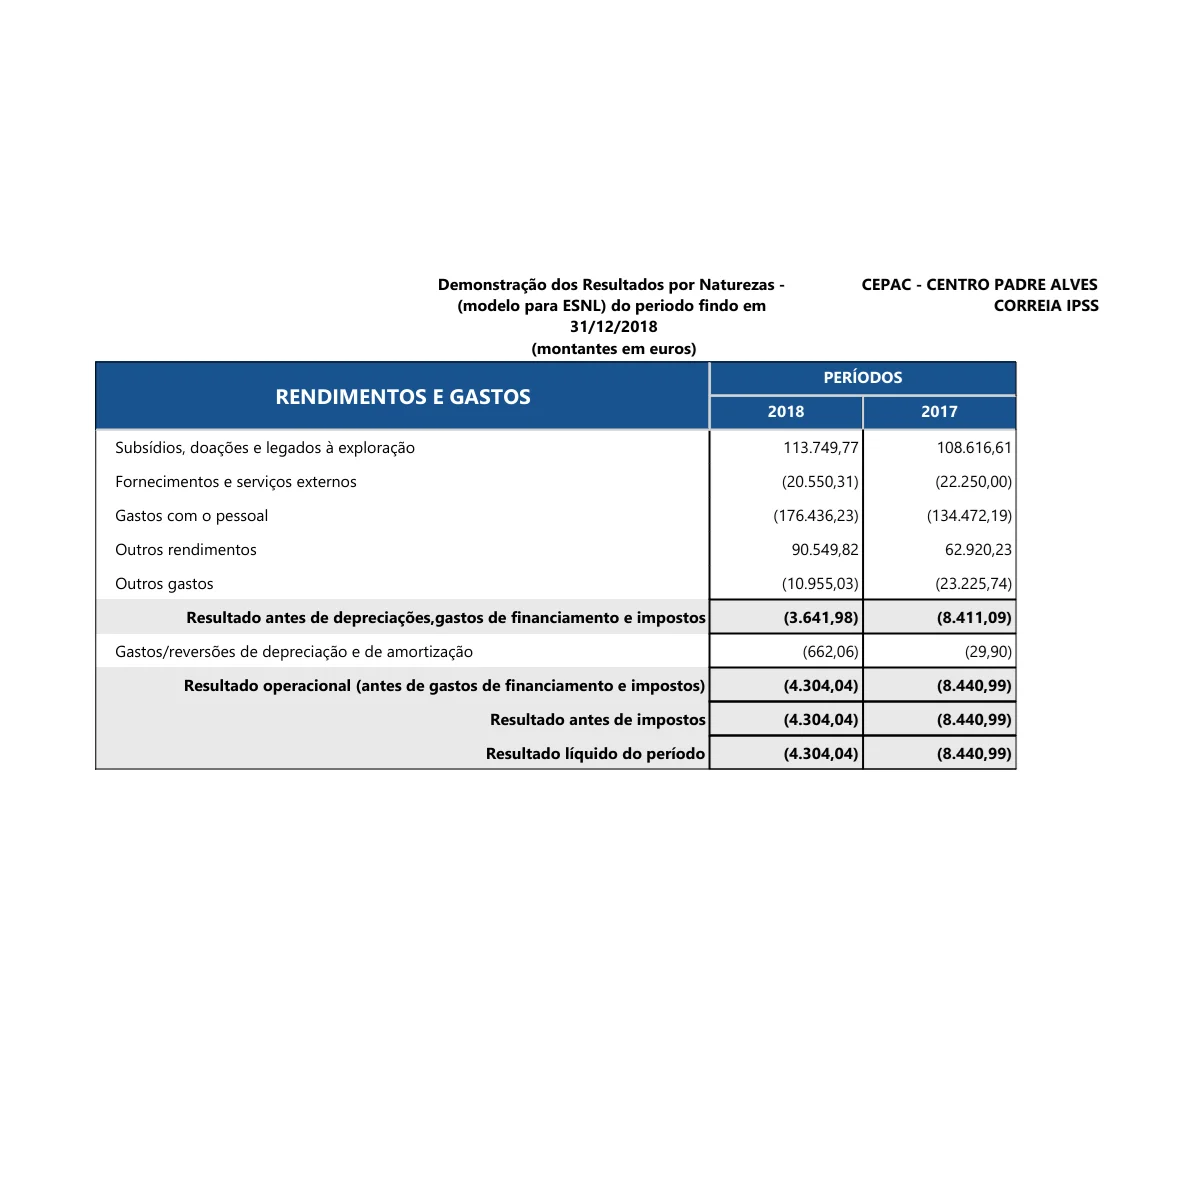 Demonstração dos Resultados por Naturezas -
(modelo para ESNL) do periodo findo em
31/12/2018
(montantes em euros)
CEPAC - CENTRO PADRE ALVES
CORREIA IPSS
RENDIMENTOS E GASTOS
PERÍODOS
2018 2017
Subsídios, doações e legados à exploração 113.749,77 108.616,61
Fornecimentos e serviços externos (20.550,31) (22.250,00)
Gastos com o pessoal (176.436,23) (134.472,19)
Outros rendimentos 90.549,82 62.920,23
Outros gastos (10.955,03) (23.225,74)
Resultado antes de depreciações,gastos de financiamento e impostos (3.641,98) (8.411,09)
Gastos/reversões de depreciação e de amortização (662,06) (29,90)
Resultado operacional (antes de gastos de financiamento e impostos) (4.304,04) (8.440,99)
Resultado antes de impostos (4.304,04) (8.440,99)
Resultado líquido do período (4.304,04) (8.440,99)